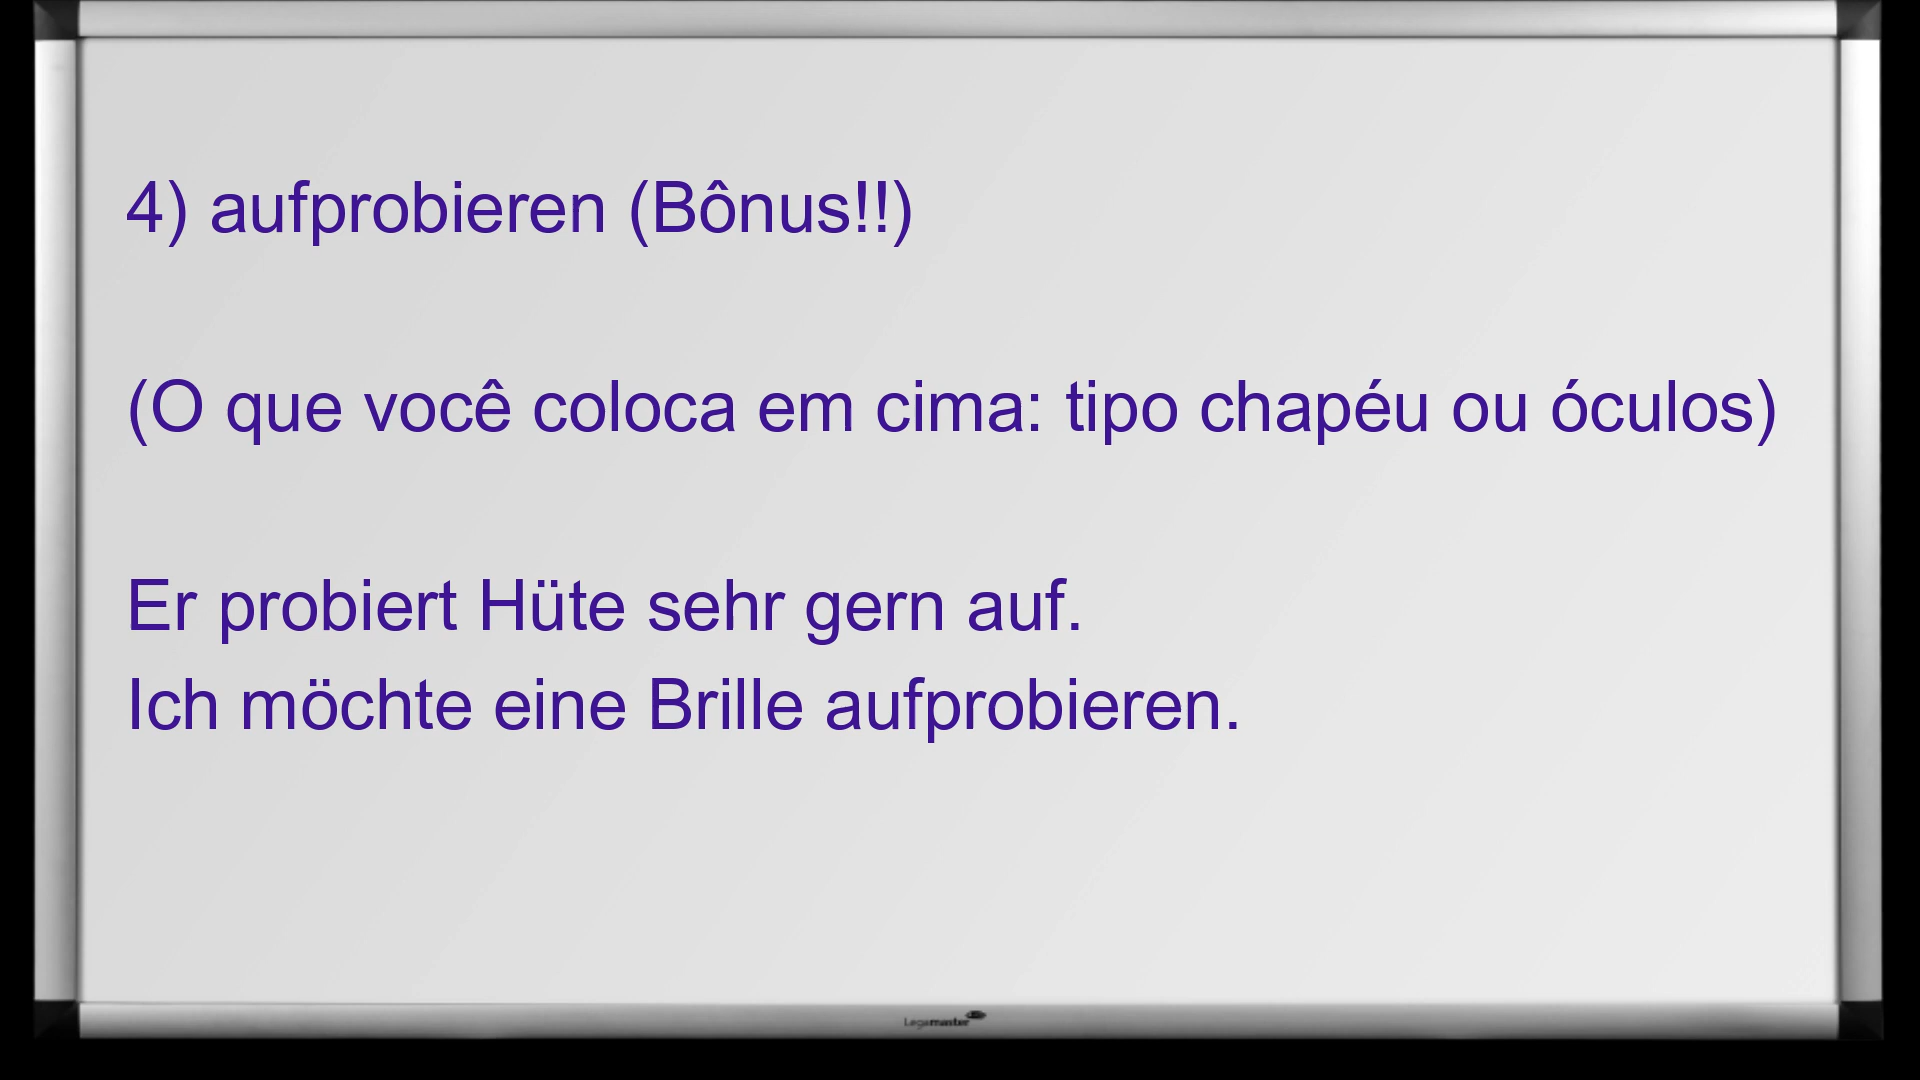 4) aufprobieren (Bônus!!)
(O que você coloca em cima: tipo chapéu ou óculos)
Er probiert Hüte sehr gern auf.
Ich möchte eine Brille aufprobieren.
Legamaster